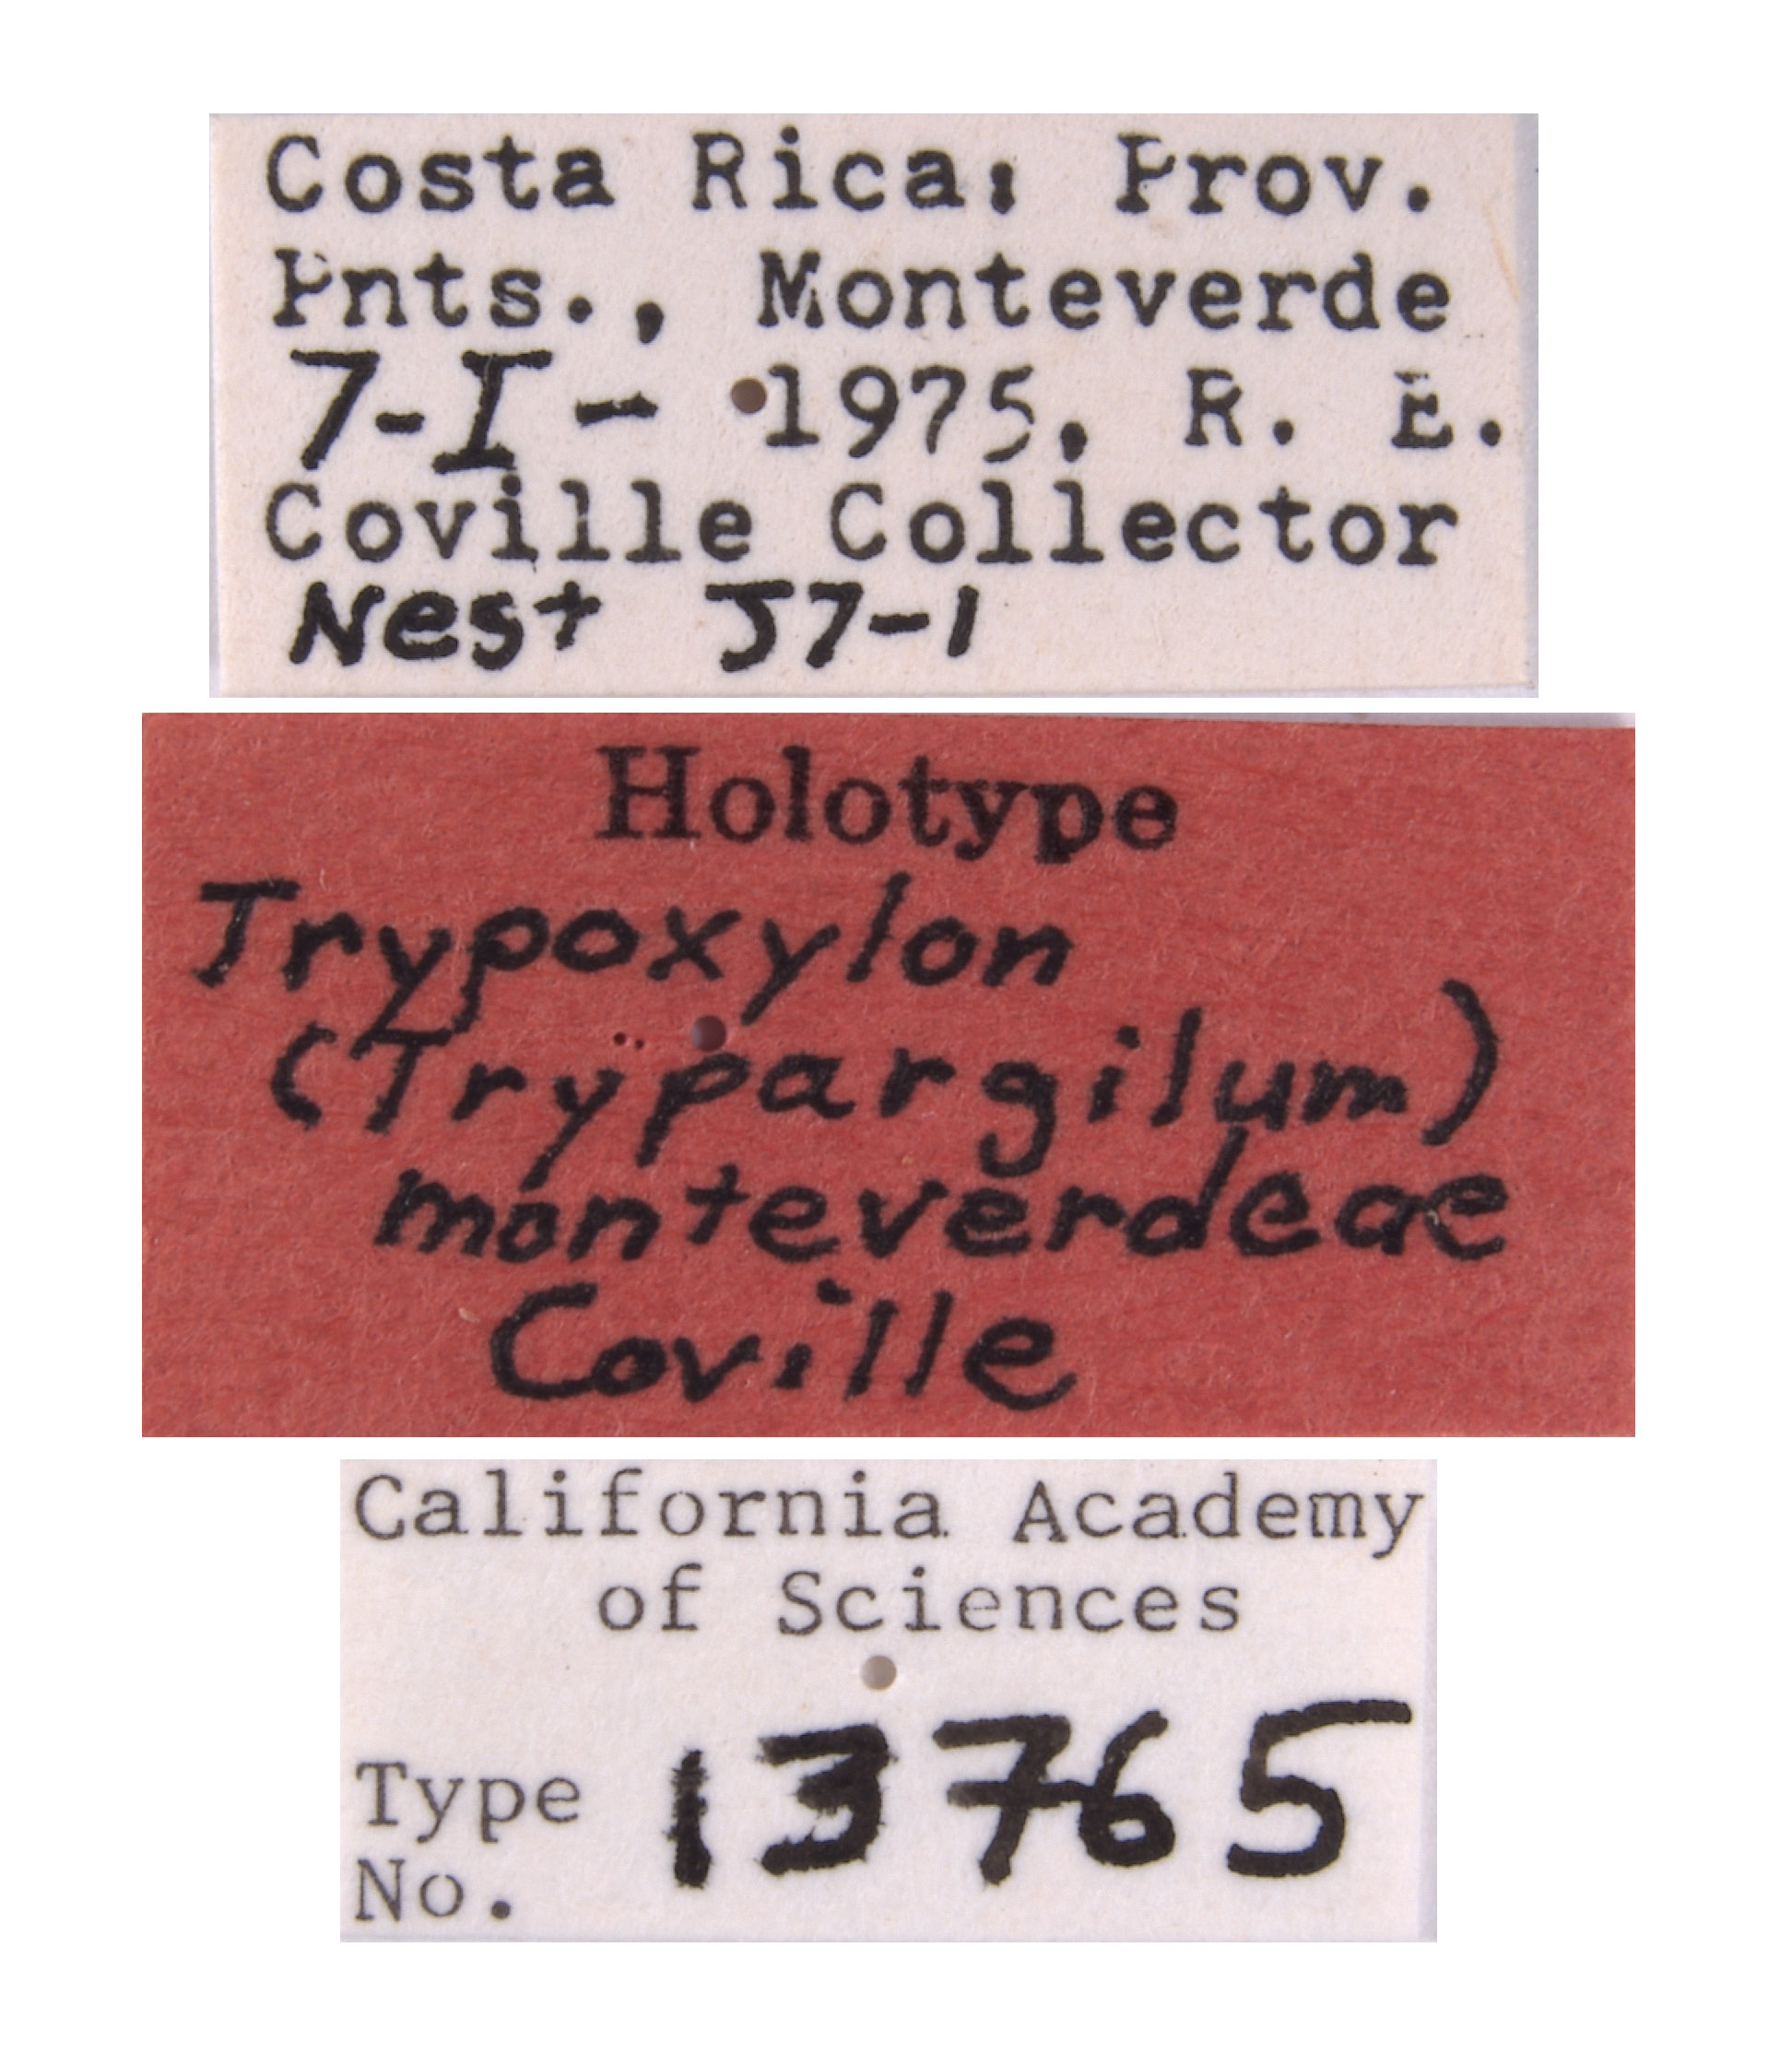 Costa Rica: Prov.
Pnts., Monteverde
7-I- 1975, R. E.
Coville Collector
Nest J7-1
Holotype
Trypoxylon
(Trypargilum)
monteverdeae
Coville
California Academy
of Sciences
Type
No. 13765